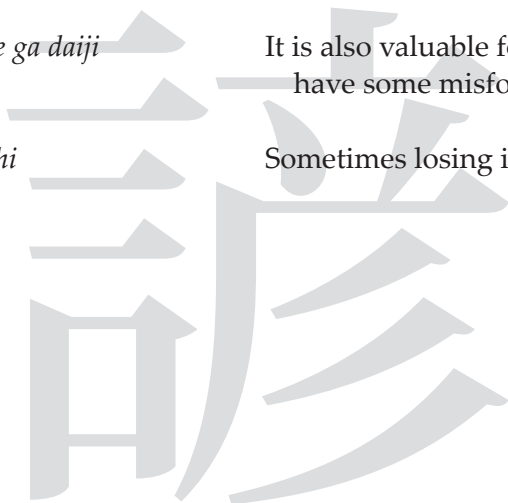 諺
e ga daiji
It is also valuable fo
have some misfo
hi
Sometimes losing i